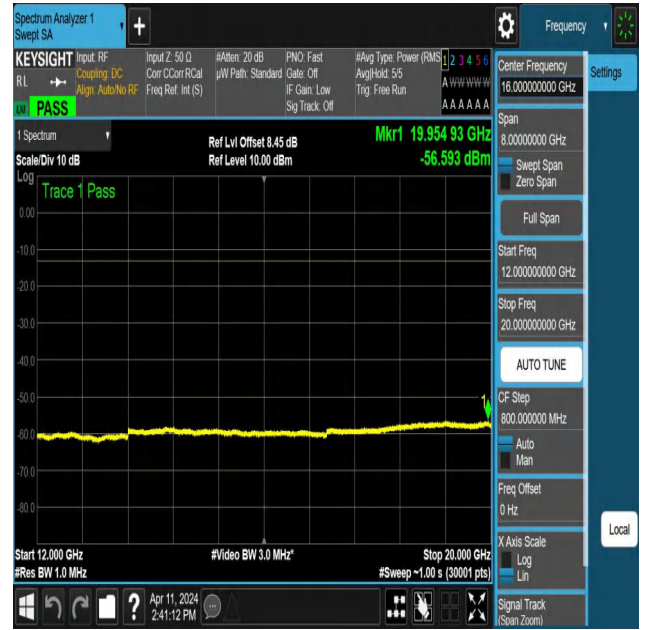 Spectrum Analyzer 1
Swept SA
+
Frequency
KEYSIGHT
RL
LXI
PASS
Input: RF
Coupling: DC
Align: Auto/No RF
Input Z: 50 Ω
Corr CCorr RCal
Freq Ref: Int (S)
#Atten: 20 dB
µW Path: Standard
PNO: Fast
Gate: Off
IF Gain: Low
Sig Track: Off
#Avg Type: Power (RMS
Avg|Hold: 5/5
Trig: Free Run
1 2 3 4 5 6
A W W W W W
A A A A A A
Center Frequency
16.000000000 GHz
Settings
Span
8.00000000 GHz
Swept Span
Zero Span
Full Span
Start Freq
12.000000000 GHz
Stop Freq
20.000000000 GHz
AUTO TUNE
CF Step
800.000000 MHz
Auto
Man
Freq Offset
0 Hz
X Axis Scale
Log
Lin
Signal Track
(Span Zoom)
Local
1 Spectrum
Scale/Div 10 dB
Ref Lvl Offset 8.45 dB
Ref Level 10.00 dBm
Mkr1 19.954 93 GHz
-56.593 dBm
Log
Trace 1 Pass
0.00
-10.0
-20.0
-30.0
-40.0
-50.0
-60.0
-70.0
-80.0
1
Start 12.000 GHz
#Res BW 1.0 MHz
#Video BW 3.0 MHz*
Stop 20.000 GHz
#Sweep ~1.00 s (30001 pts)
?
Apr 11, 2024
2:41:12 PM